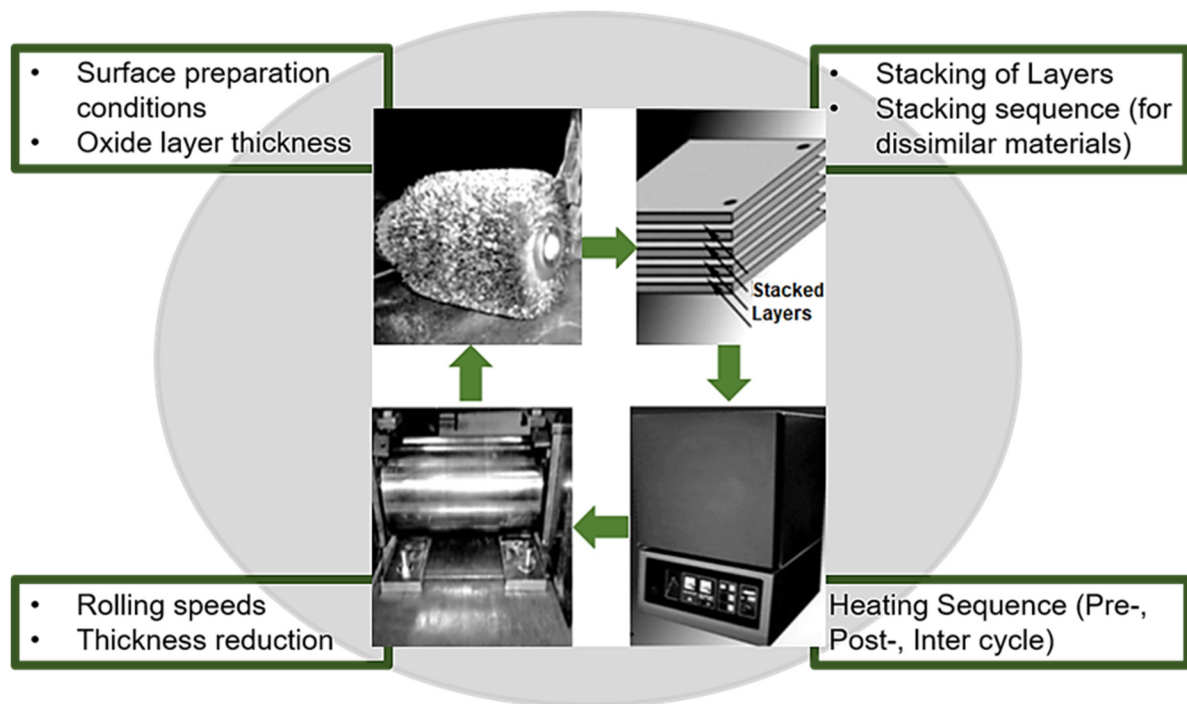 • Surface preparation
conditions
• Oxide layer thickness
• Stacking of Layers
• Stacking sequence (for
dissimilar materials)
Stacked
Layers
• Rolling speeds
• Thickness reduction
Heating Sequence (Pre-,
Post-, Inter cycle)